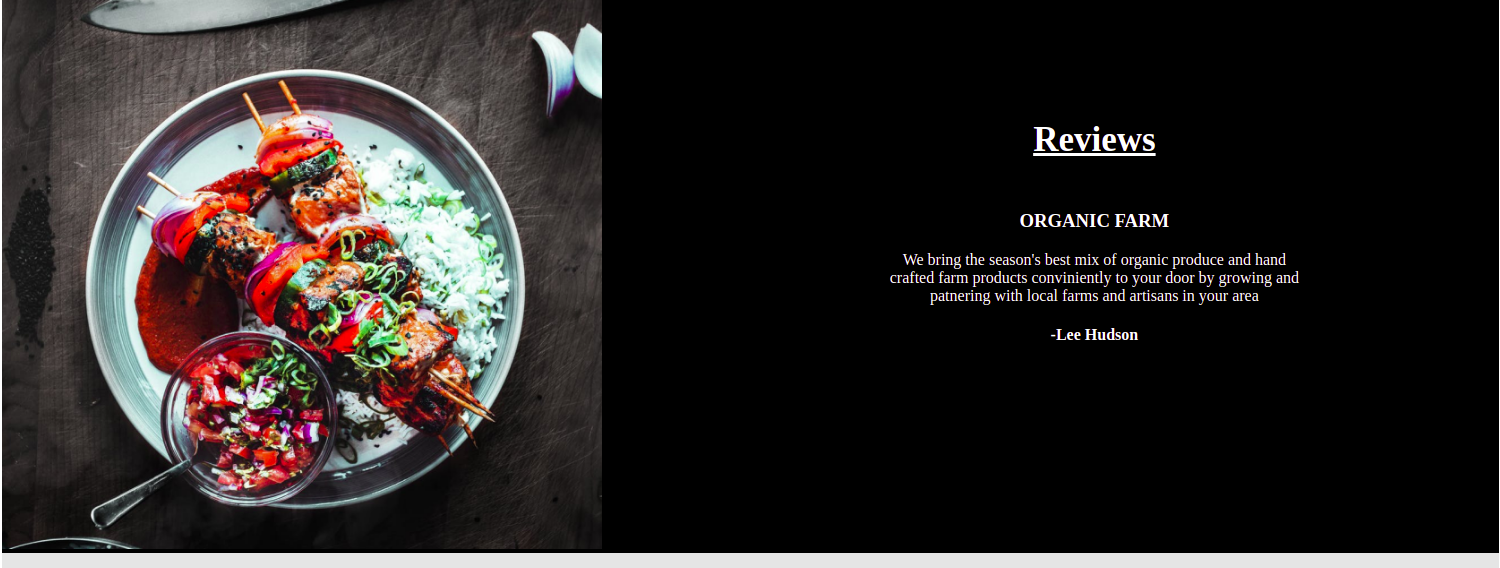 Reviews
ORGANIC FARM
We bring the season's best mix of organic produce and hand
crafted farm products conviniently to your door by growing and
patnering with local farms and artisans in your area
-Lee Hudson